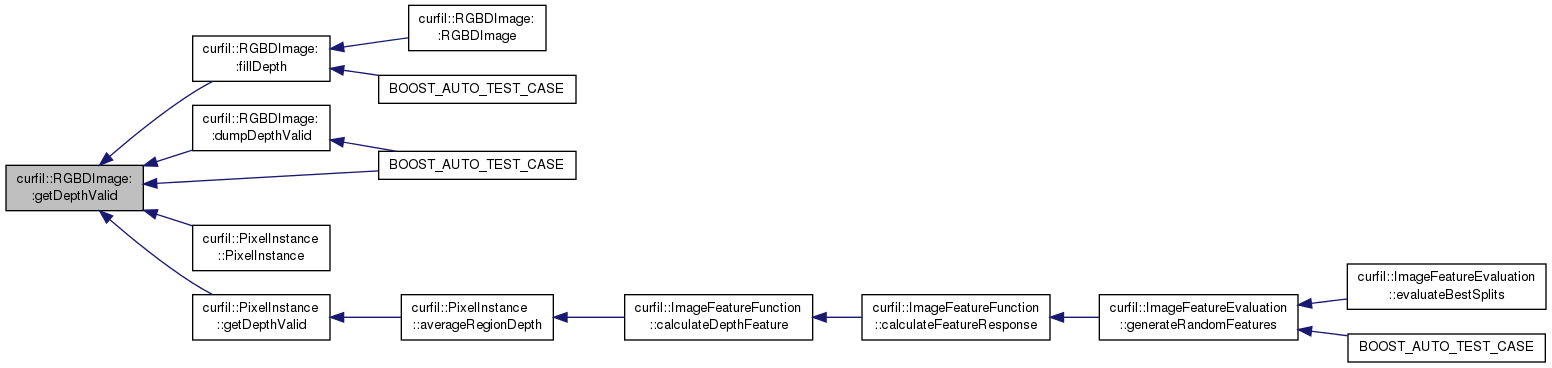 curfil::RGBDImage:
:getDepthValid
curfil::RGBDImage:
:fillDepth
curfil::RGBDImage:
:RGBDImage
BOOST_AUTO_TEST_CASE
curfil::RGBDImage:
:dumpDepthValid
BOOST_AUTO_TEST_CASE
curfil::PixelInstance
::PixelInstance
curfil::PixelInstance
::getDepthValid
curfil::PixelInstance
::averageRegionDepth
curfil::ImageFeatureFunction
::calculateDepthFeature
curfil::ImageFeatureFunction
::calculateFeatureResponse
curfil::ImageFeatureEvaluation
::generateRandomFeatures
curfil::ImageFeatureEvaluation
::evaluateBestSplits
BOOST_AUTO_TEST_CASE